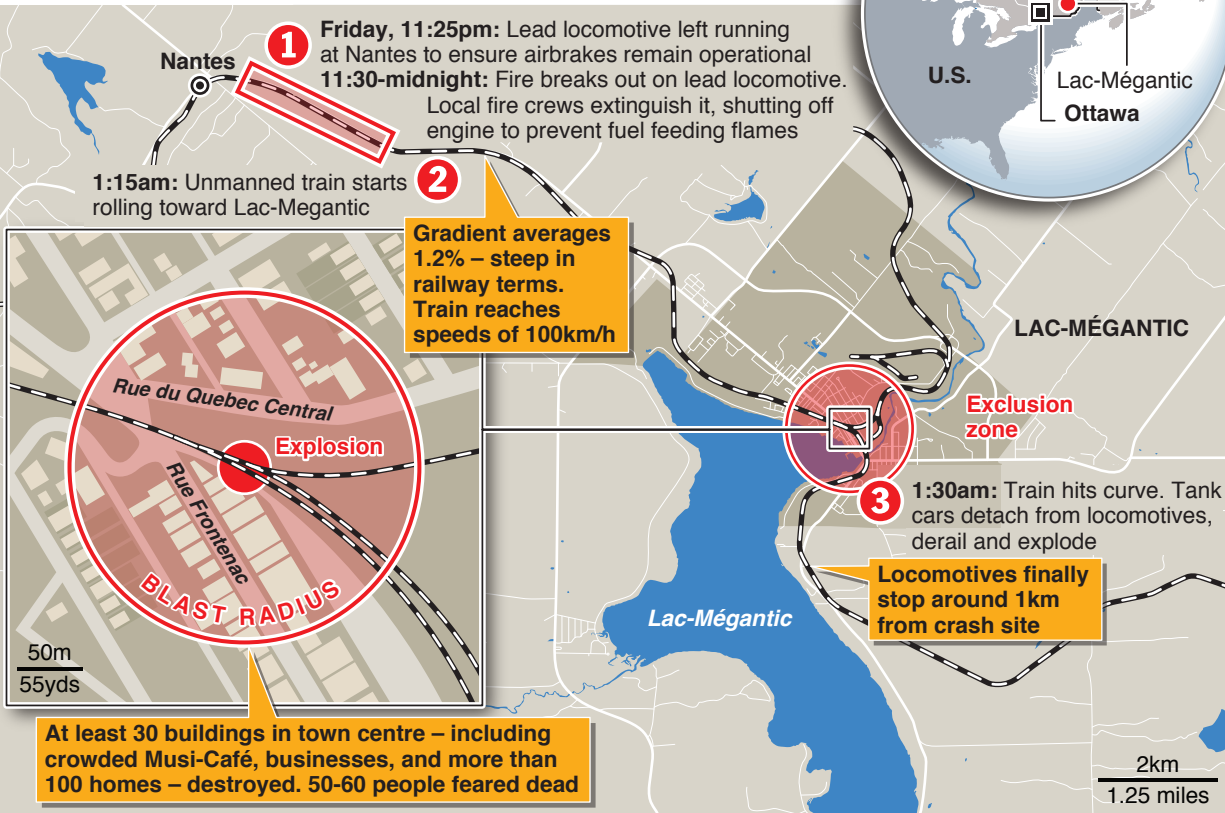 1
Friday, 11:25pm: Lead locomotive left running
at Nantes to ensure airbrakes remain operational
11:30-midnight: Fire breaks out on lead locomotive.
Local fire crews extinguish it, shutting off
engine to prevent fuel feeding flames
Nantes
U.S.
Lac-Mégantic
Ottawa
2
1:15am: Unmanned train starts
rolling toward Lac-Megantic
Gradient averages
1.2% – steep in
railway terms.
Train reaches
speeds of 100km/h
LAC-MÉGANTIC
Exclusion
zone
Rue du Quebec Central
Explosion
Rue Frontenac
BLAST RADIUS
50m
55yds
3
1:30am: Train hits curve. Tank
cars detach from locomotives,
derail and explode
Locomotives finally
stop around 1km
from crash site
Lac-Mégantic
At least 30 buildings in town centre – including
crowded Musi-Café, businesses, and more than
100 homes – destroyed. 50-60 people feared dead
2km
1.25 miles